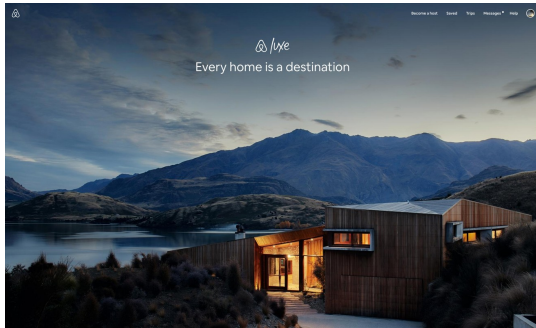 Become a host Saved Trips Messages Help
luxe
Every home is a destination